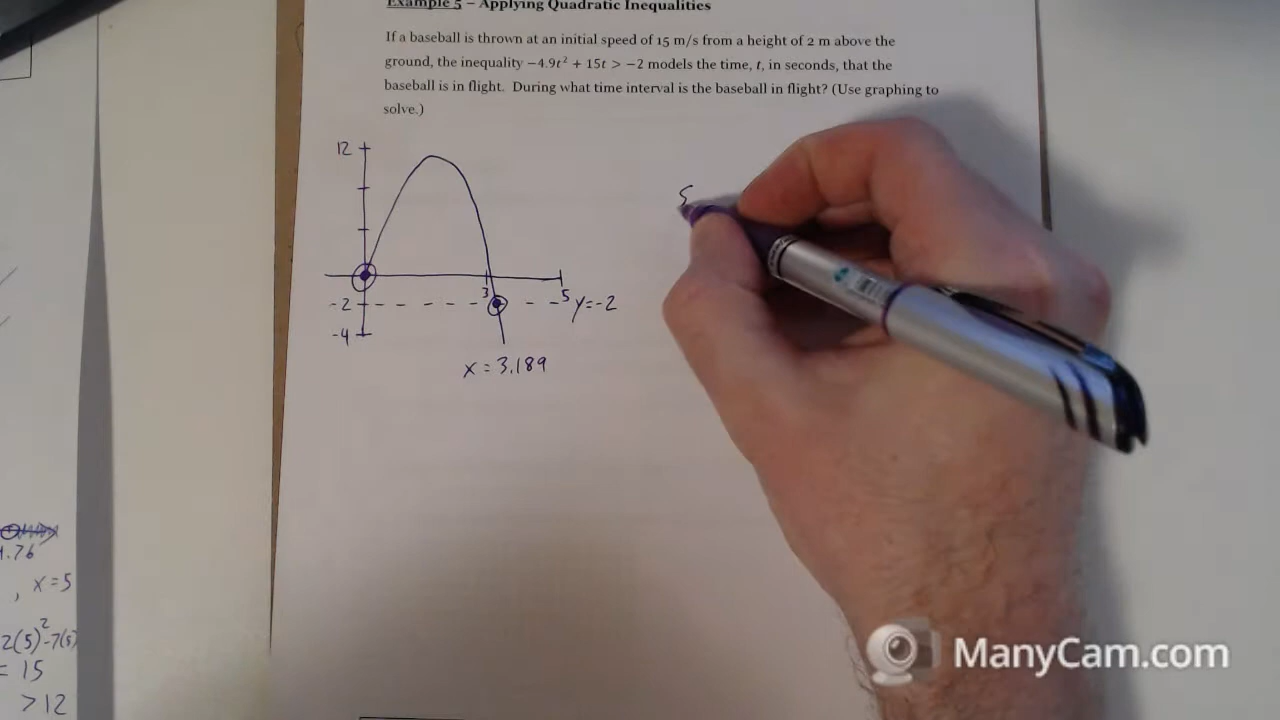 Example 5 – Applying Quadratic Inequalities
If a baseball is thrown at an initial speed of 15 m/s from a height of 2 m above the
ground, the inequality −4.9t² + 15t > −2 models the time, t, in seconds, that the
baseball is in flight. During what time interval is the baseball in flight? (Use graphing to
solve.)
12
3
5
-2
y=-2
-4
x = 3.189
S
1.76
, x=5
2(5)²-7(5)
= 15
>12
ManyCam.com